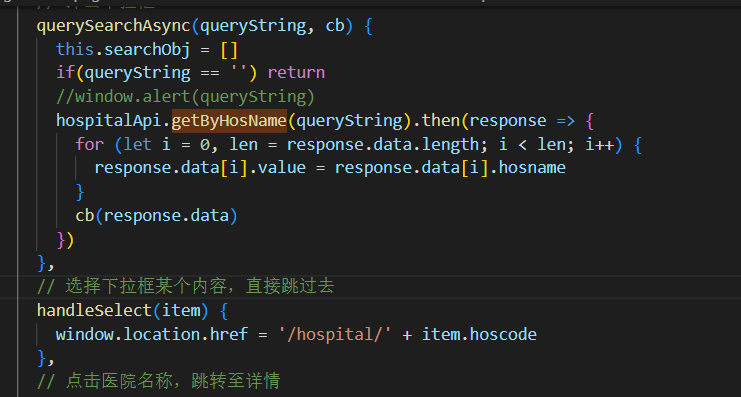 querySearchAsync(queryString, cb) {
this.searchObj = []
if(queryString == '') return
//window.alert(queryString)
hospitalApi.getByHosName(queryString).then(response => {
for (let i = 0, len = response.data.length; i < len; i++) {
response.data[i].value = response.data[i].hosname
}
cb(response.data)
})
},
// 选择下拉框某个内容，直接跳过去
handleSelect(item) {
window.location.href = '/hospital/' + item.hoscode
},
// 点击医院名称，跳转至详情